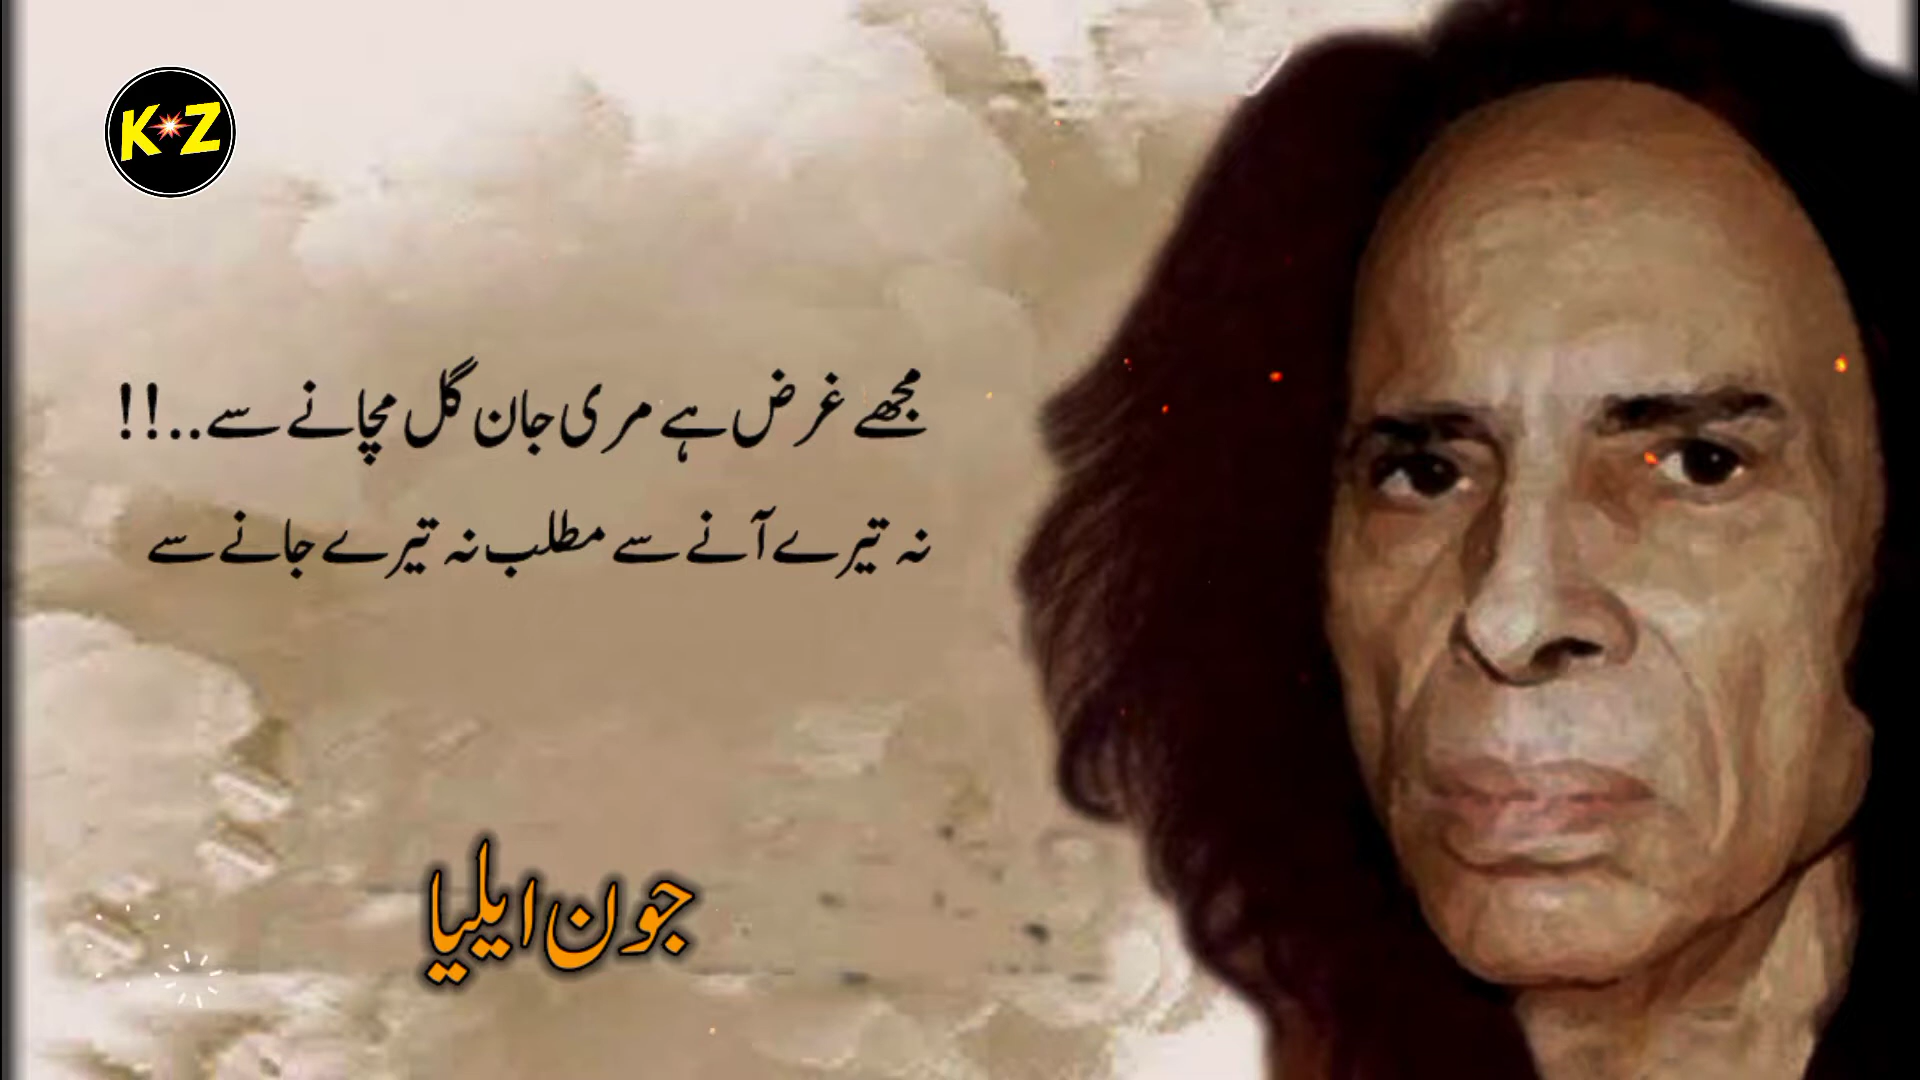 K Z
مجھے غرض ہے مری جان گل مچانے سے..!!
نہ تیرے آنے سے مطلب نہ تیرے جانے سے
جون ایلیا